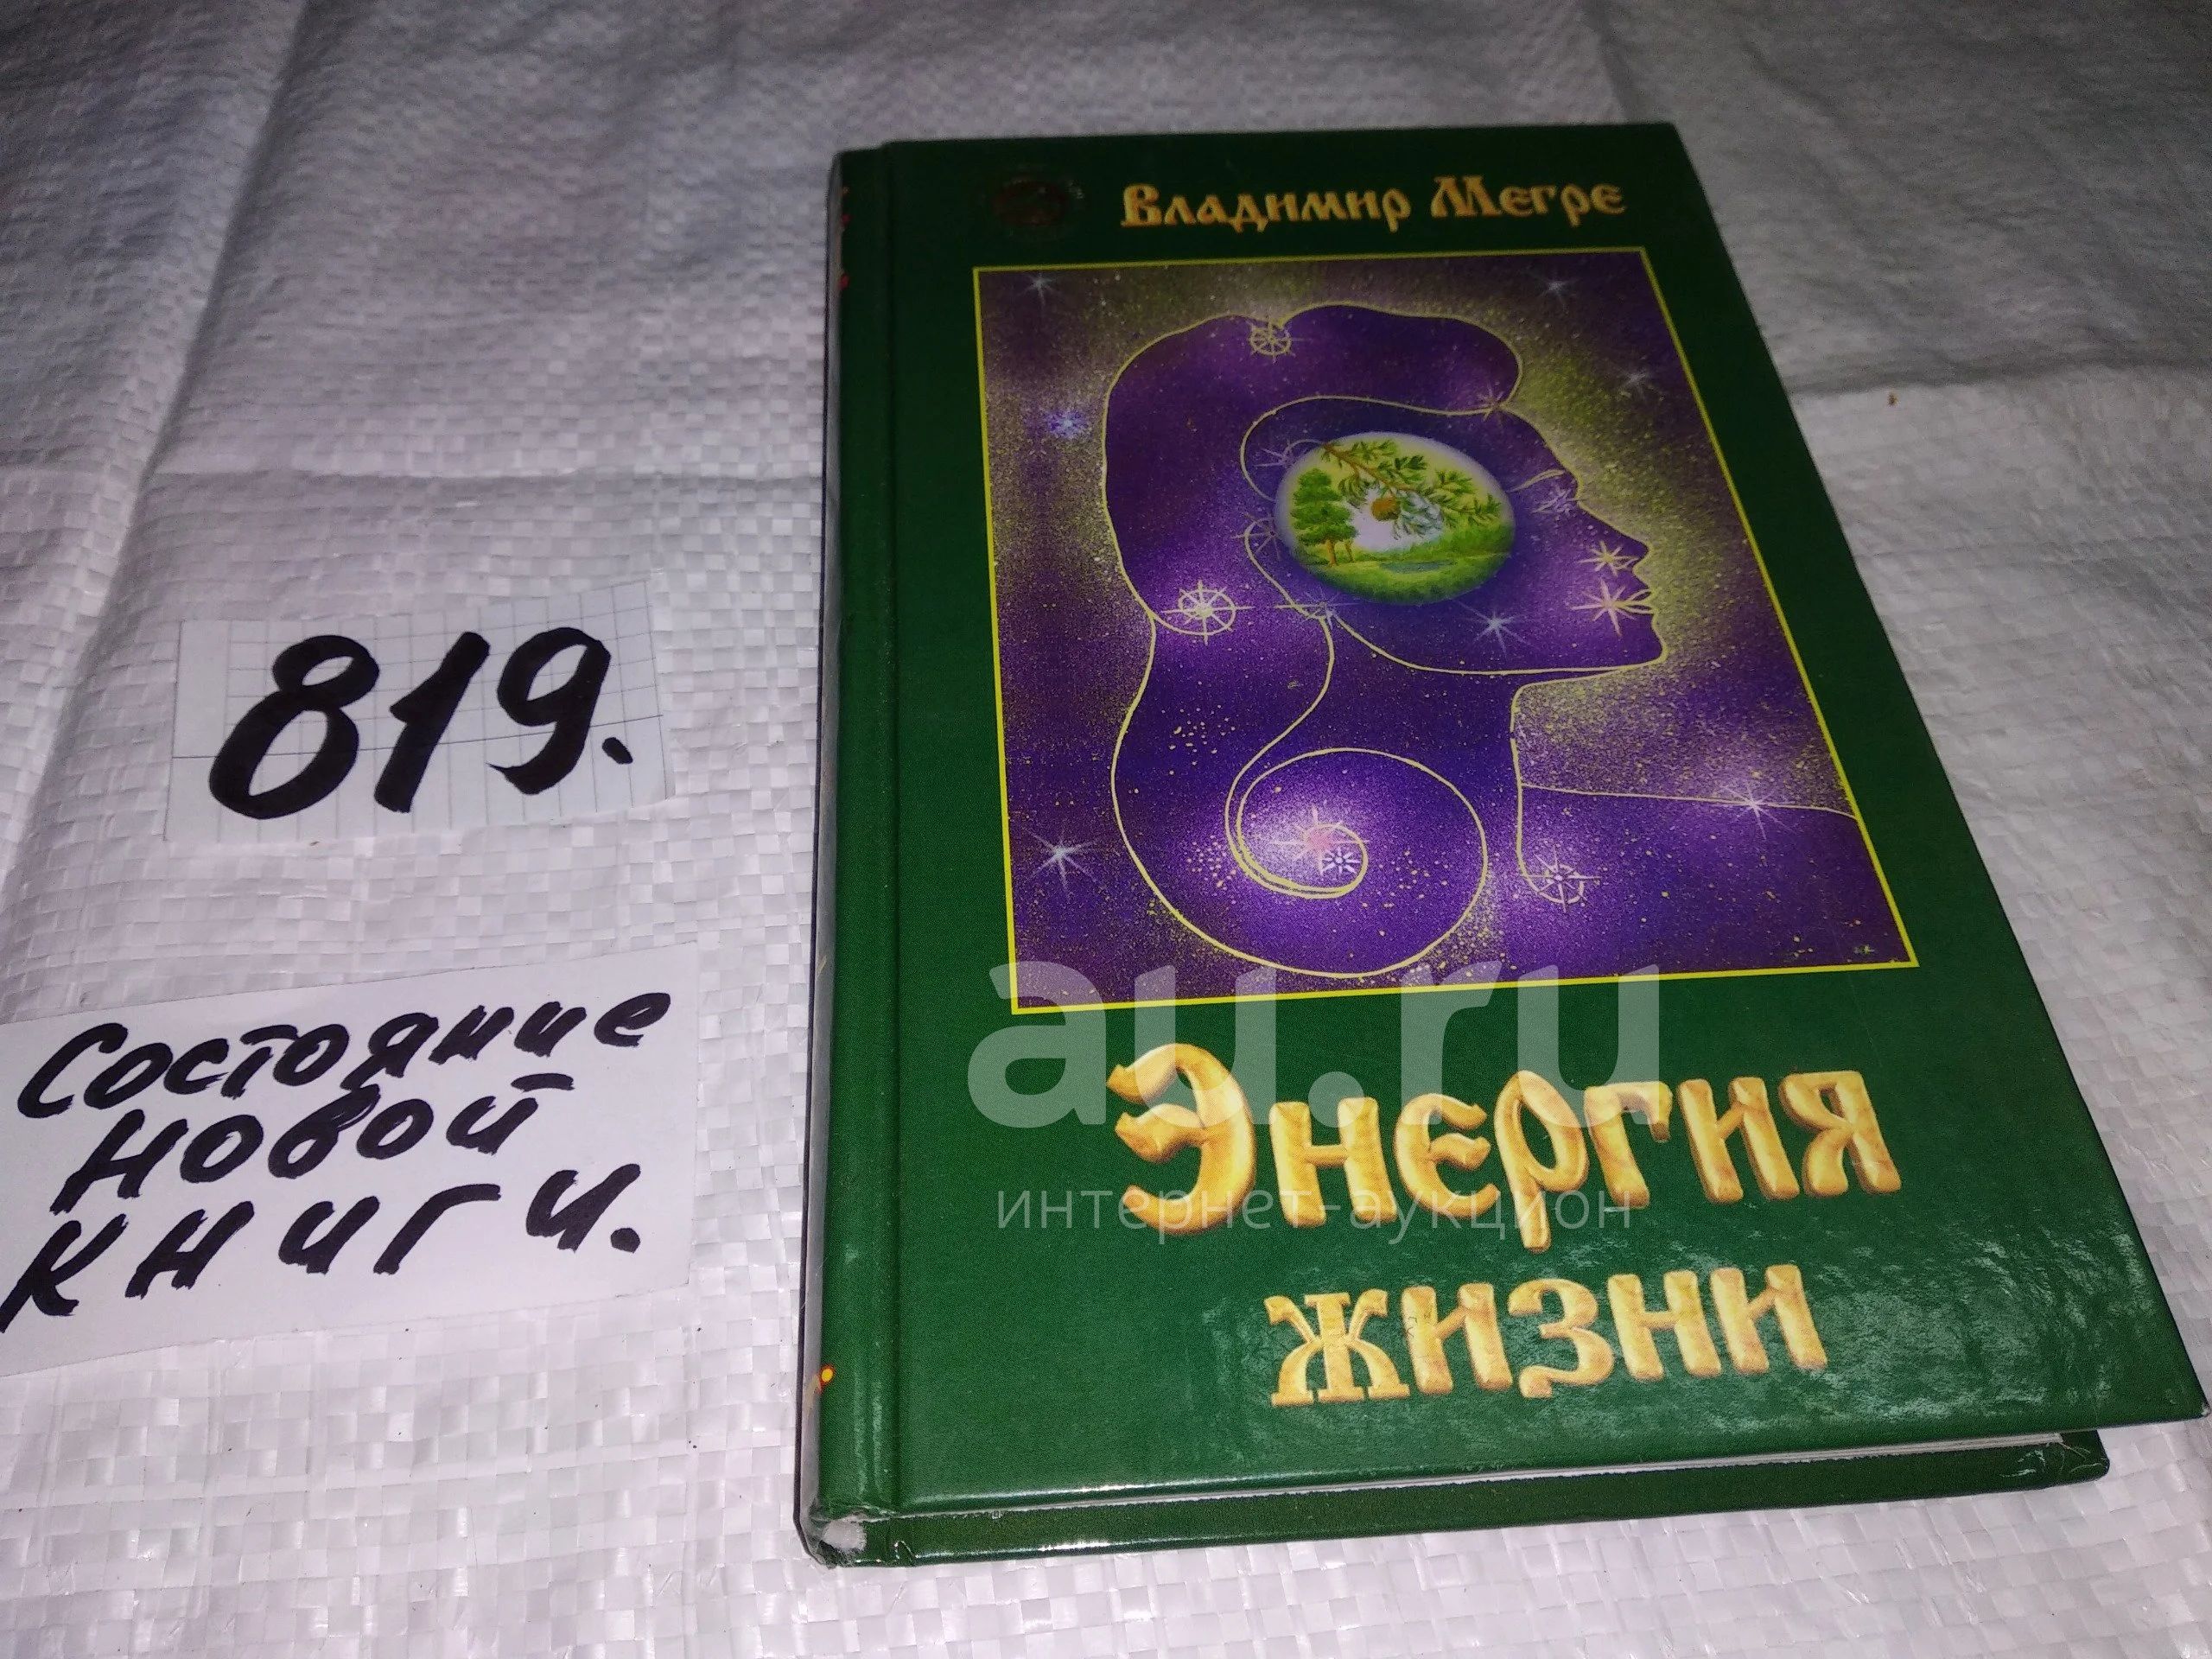 Владимир Мегре
819.
Состояние
новой
книги.
au.ru
Энергия
интернет-аукцион
жизни